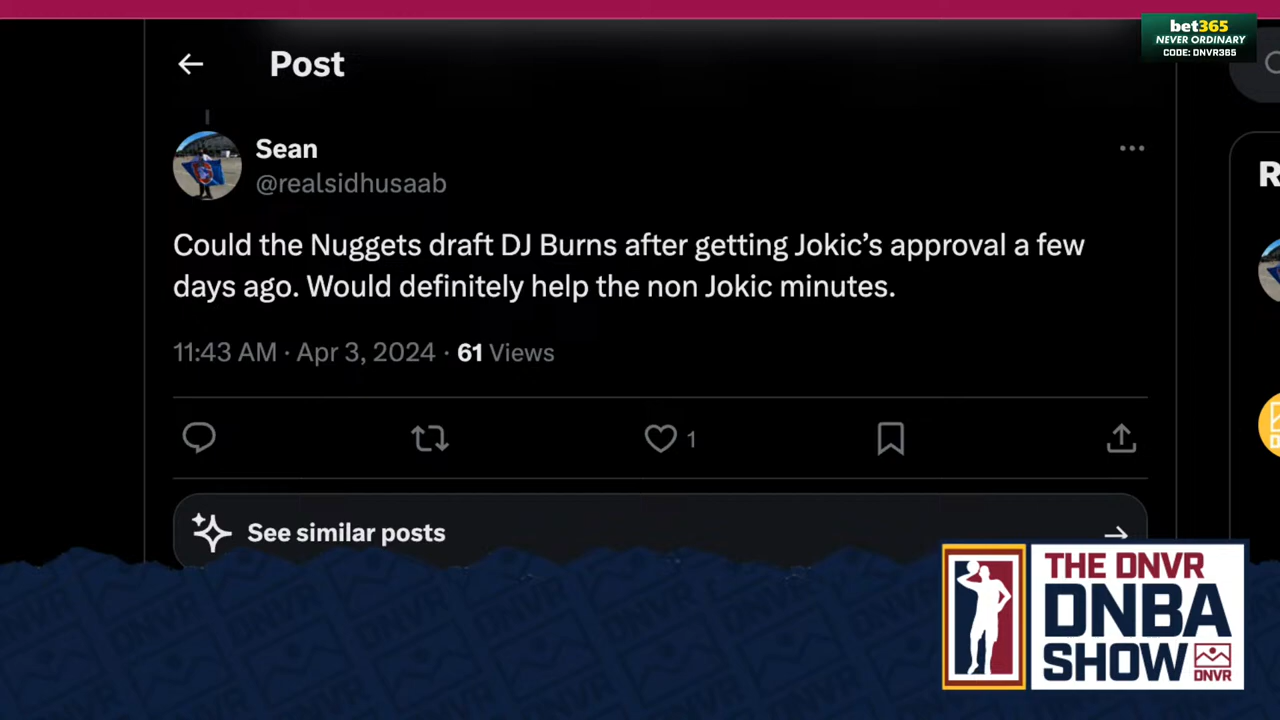 bet365
NEVER ORDINARY
CODE: DNVR365
Post
Sean
@realsidhusaab
Could the Nuggets draft DJ Burns after getting Jokic’s approval a few
days ago. Would definitely help the non Jokic minutes.
11:43 AM · Apr 3, 2024 · 61 Views
1
See similar posts
THE DNVR
DNBA
SHOW
DNVR